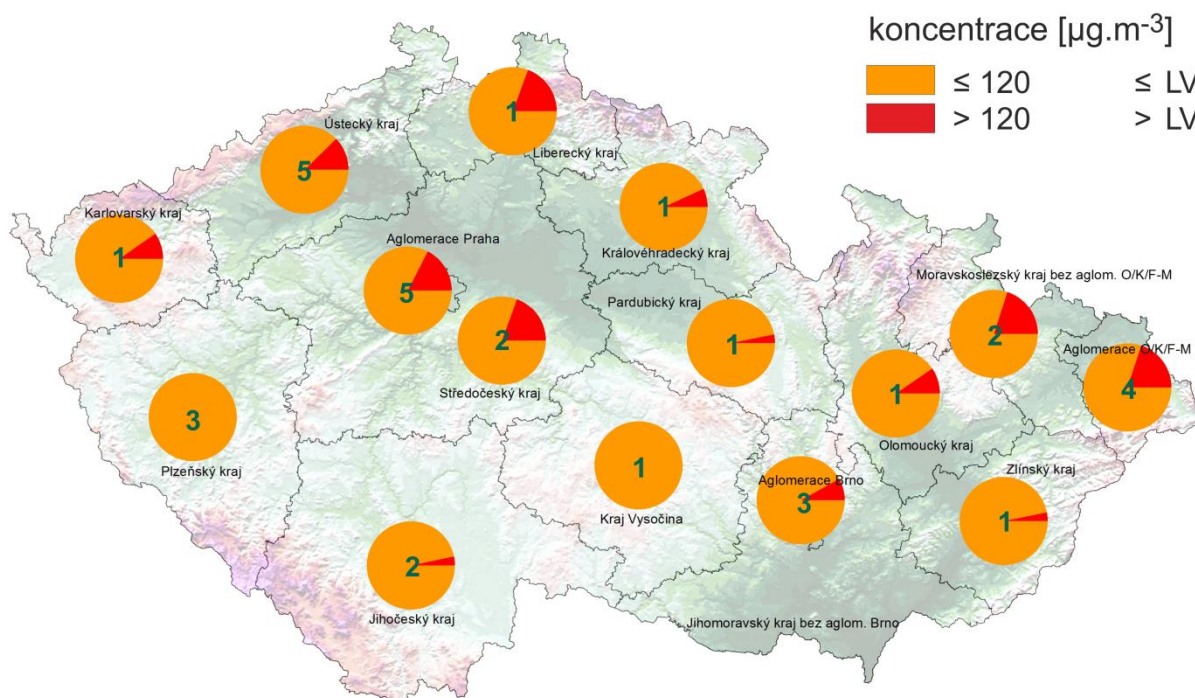 koncentrace [µg.m-3]
≤ 120 ≤ LV
> 120 > LV
1
Ústecký kraj
Liberecký kraj
5
Karlovarský kraj
1
1
Královéhradecký kraj
Aglomerace Praha
5
Moravskoslezský kraj bez aglom. O/K/F-M
Pardubický kraj
2
1
2
Aglomerace O/K/F-M
Středočeský kraj
1
4
3
Olomoucký kraj
Plzeňský kraj
1
Zlínský kraj
Aglomerace Brno
3
Kraj Vysočina
1
2
Jihočeský kraj
Jihomoravský kraj bez aglom. Brno